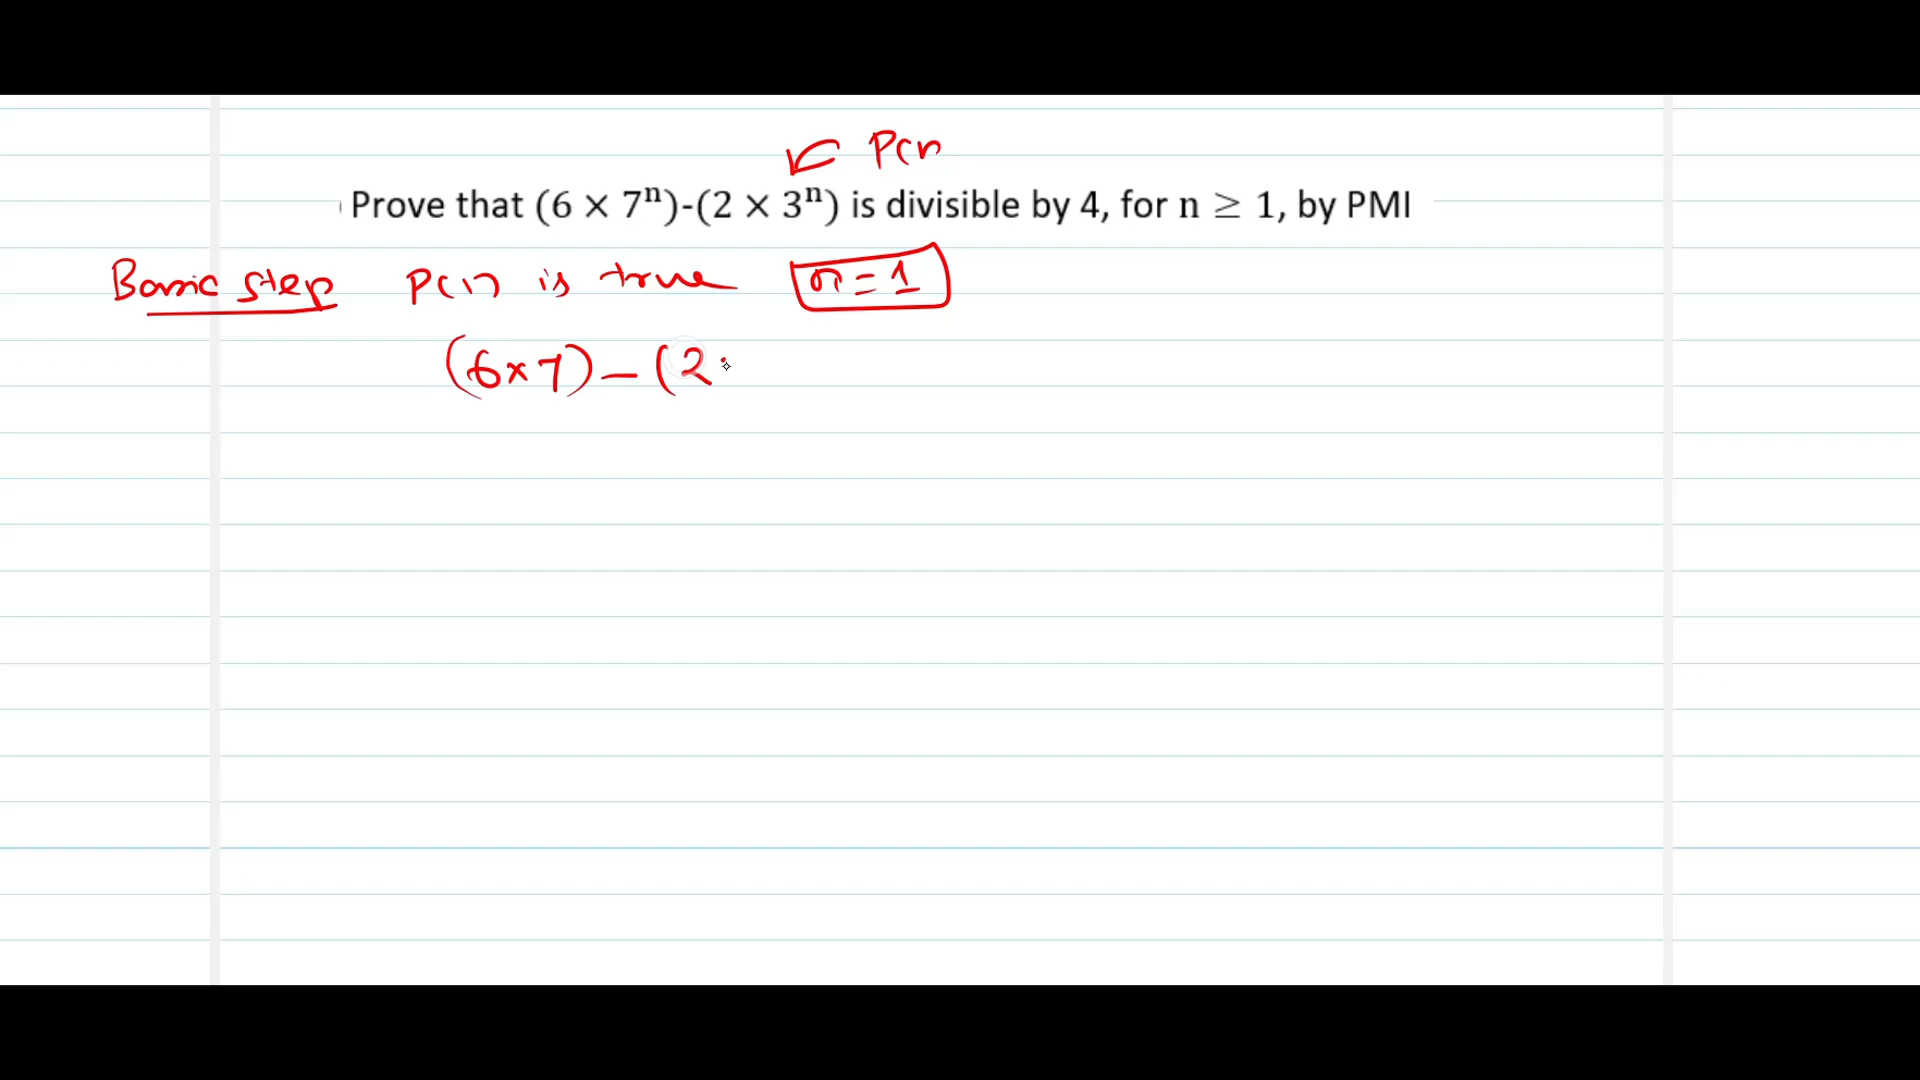 P(n
Prove that (6 × 7ⁿ)-(2 × 3ⁿ) is divisible by 4, for n ≥ 1, by PMI
Basic step P(1) is true n = 1
(6×7) – (2